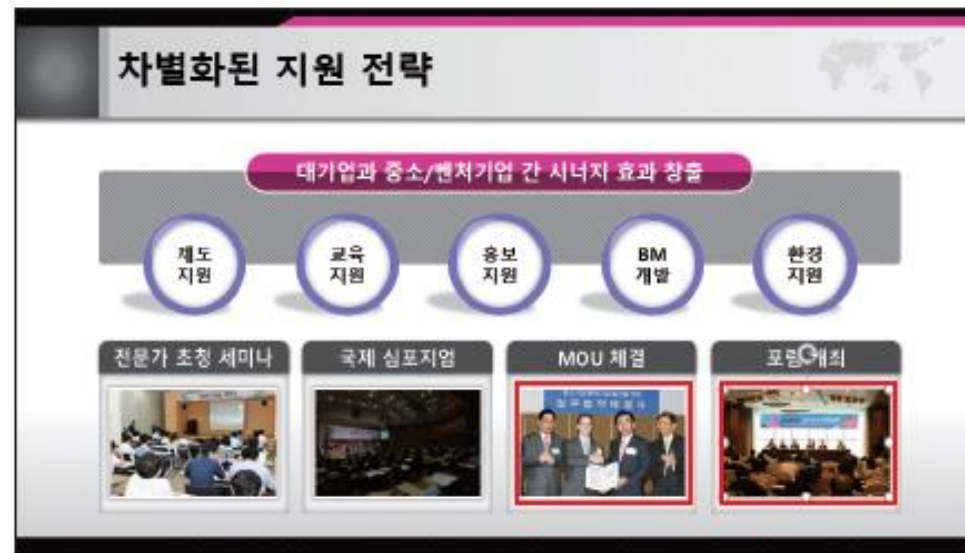 차별화된 지원 전략
대기업과 중소/벤처기업 간 시너지 효과 창출
제도
지원
교육
지원
홍보
지원
BM
개발
환경
지원
전문가 초청 세미나
국제 심포지엄
MOU 체결
포럼 개최